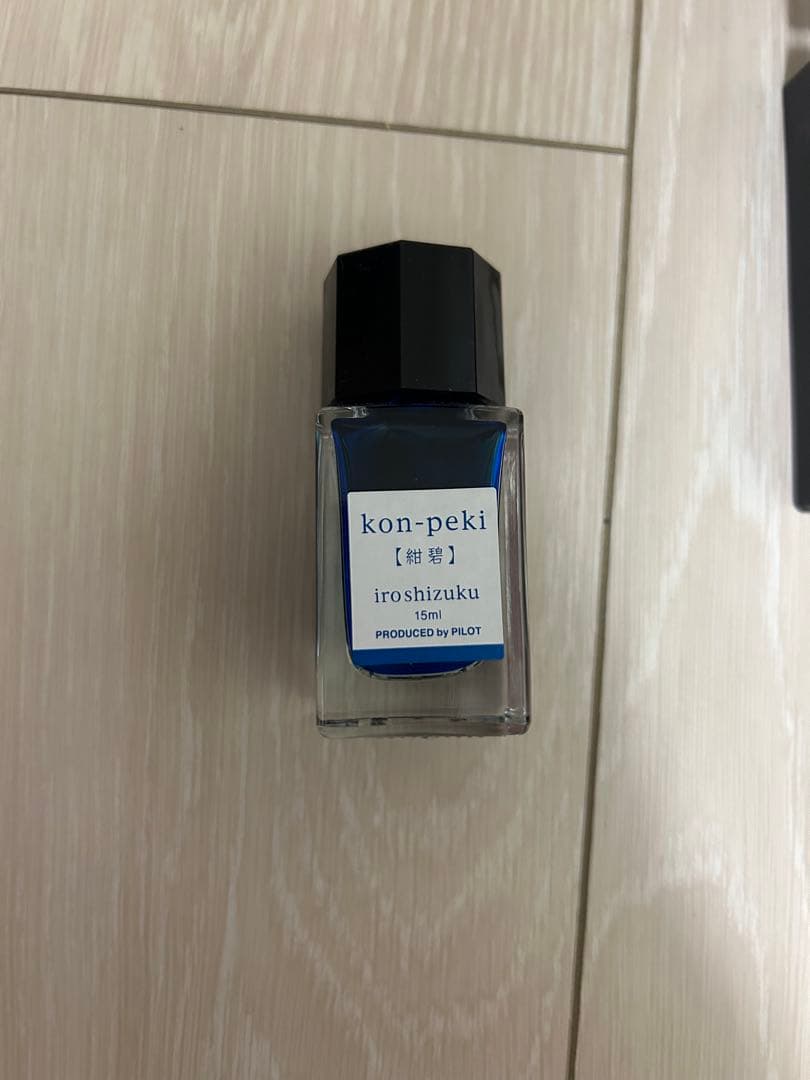 kon-peki
【紺碧】
iroshizuku
15ml
PRODUCED by PILOT